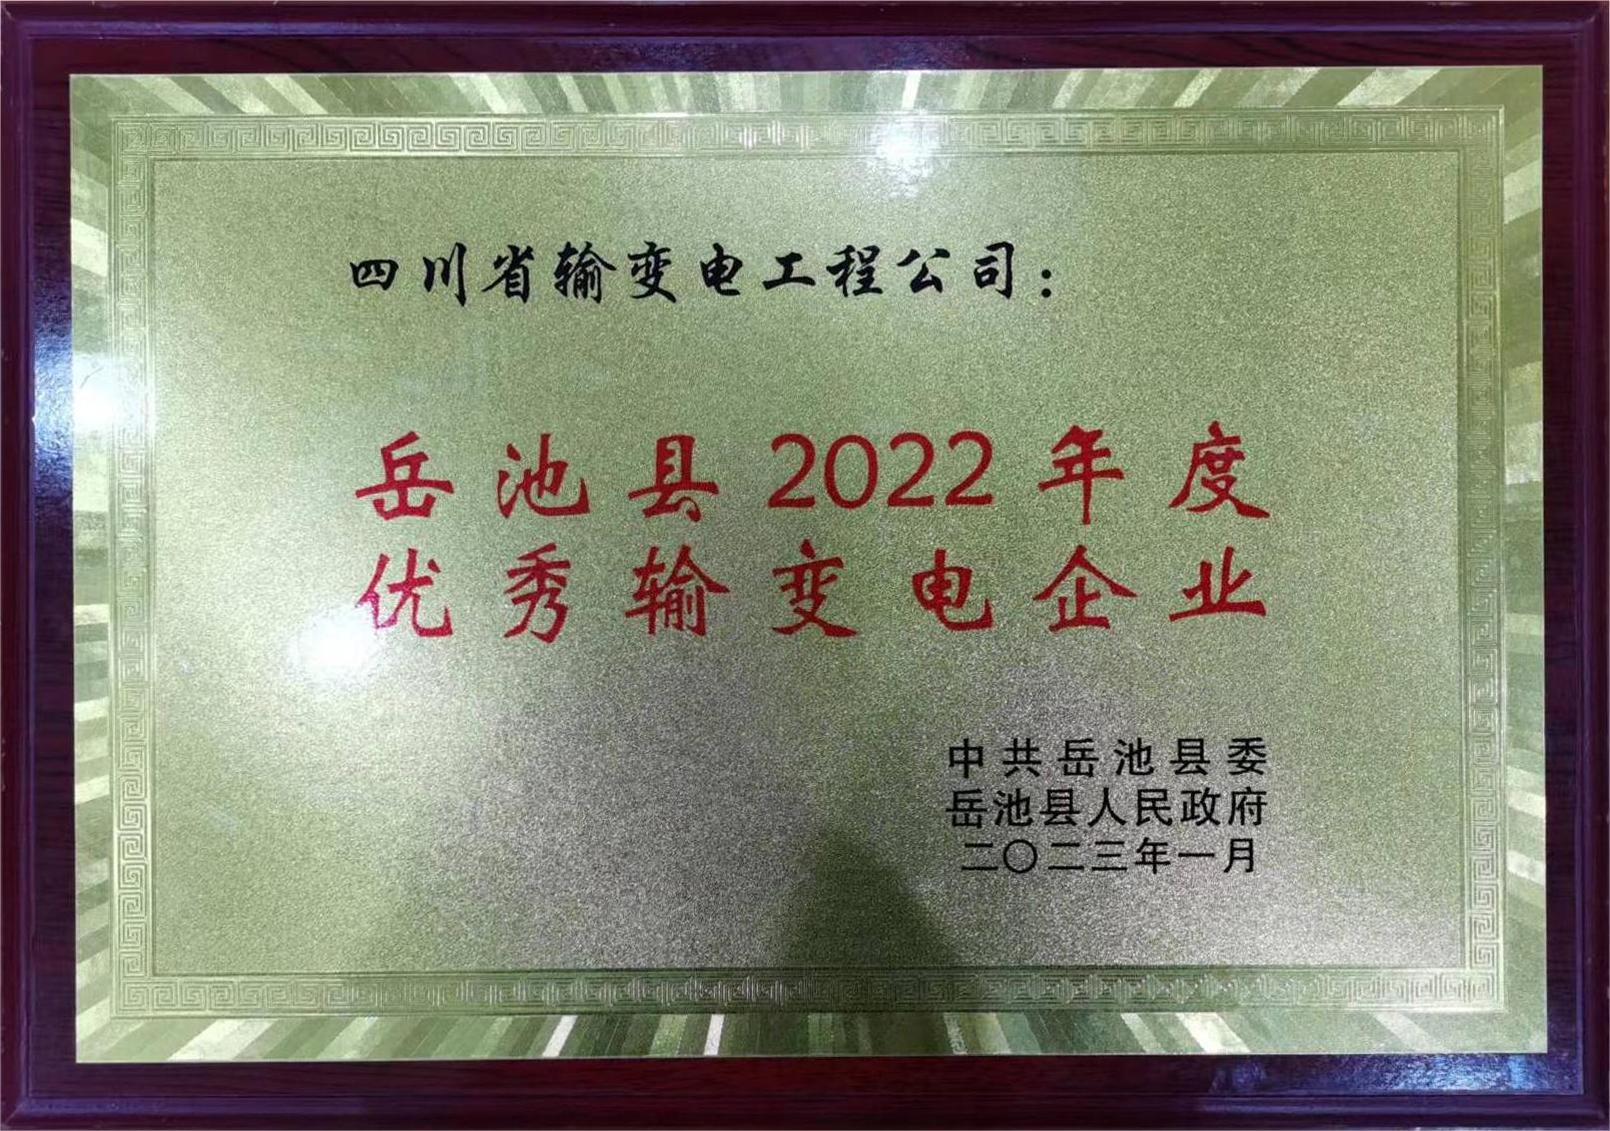 四川省输变电工程公司：
岳池县2022年度
优秀输变电企业
中共岳池县委
岳池县人民政府
二〇二三年一月